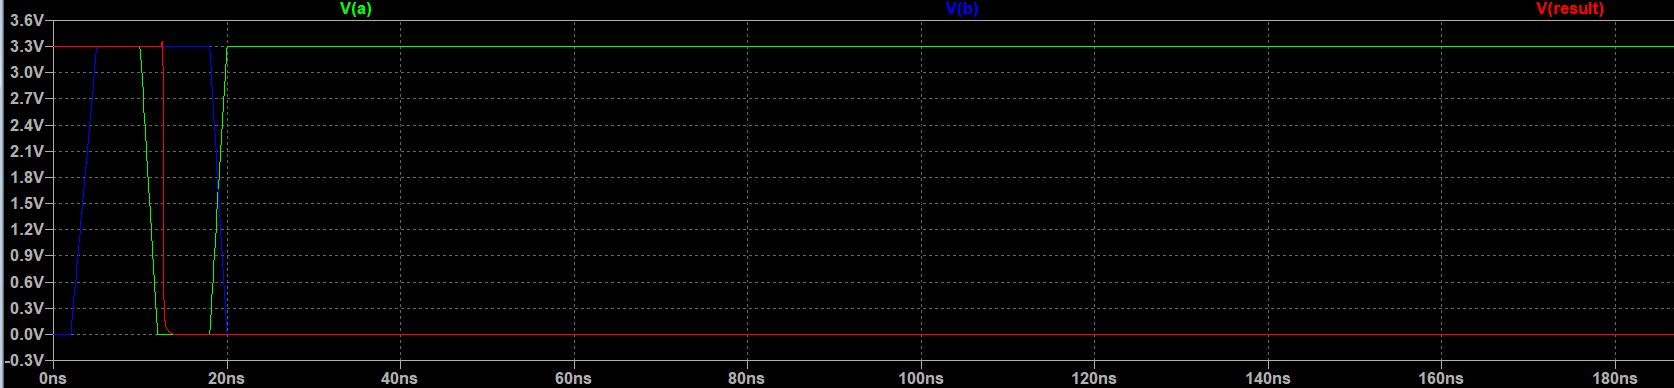 V(a) V(b) V(result)
3.6V
3.3V
3.0V
2.7V
2.4V
2.1V
1.8V
1.5V
1.2V
0.9V
0.6V
0.3V
0.0V
-0.3V
0ns 20ns 40ns 60ns 80ns 100ns 120ns 140ns 160ns 180ns